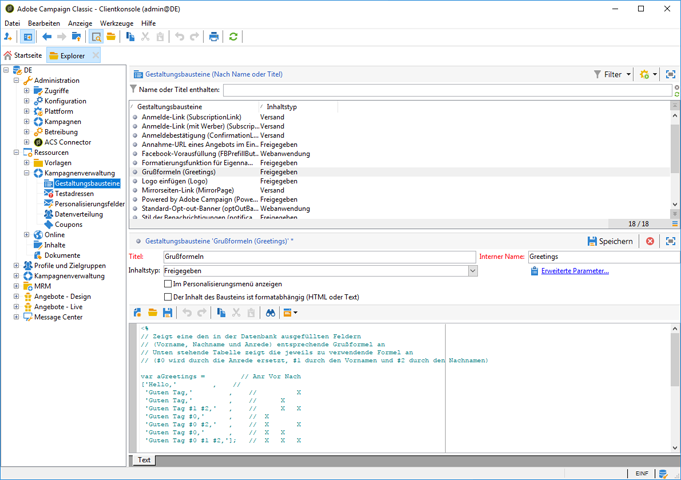 Adobe Campaign Classic - Clientkonsole (admin@DE)
Datei Bearbeiten Anzeige Werkzeuge Hilfe
Startseite Explorer
DE
Administration
Zugriffe
Konfiguration
Plattform
Kampagnen
Betreibung
ACS Connector
Ressourcen
Vorlagen
Kampagnenverwaltung
Gestaltungsbausteine
Testadressen
Personalisierungsfelder
Datenverteilung
Coupons
Online
Inhalte
Dokumente
Profile und Zielgruppen
Kampagnenverwaltung
MRM
Angebote - Design
Angebote - Live
Message Center
Gestaltungsbausteine (Nach Name oder Titel)
Filter
Name oder Titel enthalten:
Gestaltungsbausteine Inhaltstyp
Anmelde-Link (SubscriptionLink) Versand
Anmelde-Link (mit Werber) (Subscrip... Versand
Anmeldebestätigung (ConfirmationL... Versand
Annahme-URL eines Angebots im Ein... Freigegeben
Facebook-Vorausfüllung (FBPrefillBut... Webanwendung
Formatierungsfunktion für Eigenna... Freigegeben
Grußformeln (Greetings) Freigegeben
Logo einfügen (Logo) Freigegeben
Mirrorseiten-Link (MirrorPage) Versand
Powered by Adobe Campaign (Powe... Freigegeben
Standard-Opt-out-Banner (optOutBa... Webanwendung
Stil der Benachrichtigungen (notifica... Freigegeben
18 / 18
Gestaltungsbausteine 'Grußformeln (Greetings)' *
Speichern
Titel: Grußformeln
Interner Name: Greetings
Inhaltstyp: Freigegeben
Erweiterte Parameter...
Im Personalisierungsmenü anzeigen
Der Inhalt des Bausteins ist formatabhängig (HTML oder Text)
<%
// Zeigt eine den in der Datenbank ausgefüllten Feldern
// (Vorname, Nachname und Anrede) entsprechende Grußformel an
// Unten stehende Tabelle zeigt die jeweils zu verwendende Formel an
// (#0 wird durch die Anrede ersetzt, #1 durch den Vornamen und #2 durch den Nachnamen)
var aGreetings = // Anr Vor Nach
['Hello,' , //
'Guten Tag,' , // X
'Guten Tag,' , // X
'Guten Tag #1 #2,' , // X X
'Guten Tag #0,' , // X
'Guten Tag #0 #2,' , // X X
'Guten Tag #0,' , // X X
'Guten Tag #0 #1 #2,']; // X X X
Text
EINF